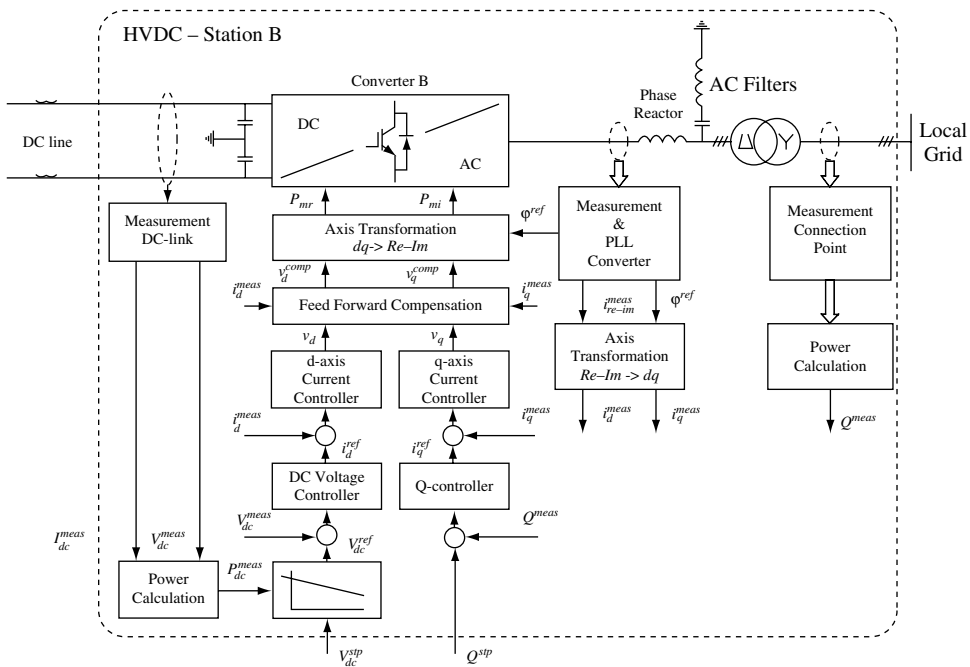 HVDC – Station B
Converter B
AC Filters
Phase
Reactor
DC line
DC
AC
Local
Grid
Measurement
DC-link
P_mr
P_mi
Axis Transformation
dq-> Re–Im
φ^ref
Measurement
&
PLL
Converter
Measurement
Connection
Point
v_d^comp
v_q^comp
i_d^meas
Feed Forward Compensation
i_q^meas
i_re–im^meas
φ^ref
v_d
v_q
d-axis
Current
Controller
q-axis
Current
Controller
Axis
Transformation
Re–Im -> dq
Power
Calculation
i_d^meas
i_q^meas
i_d^meas
i_q^meas
Q^meas
i_d^ref
i_q^ref
DC Voltage
Controller
Q-controller
V_dc^meas
Q^meas
I_dc^meas
V_dc^meas
V_dc^ref
Power
Calculation
P_dc^meas
V_dc^stp
Q^stp